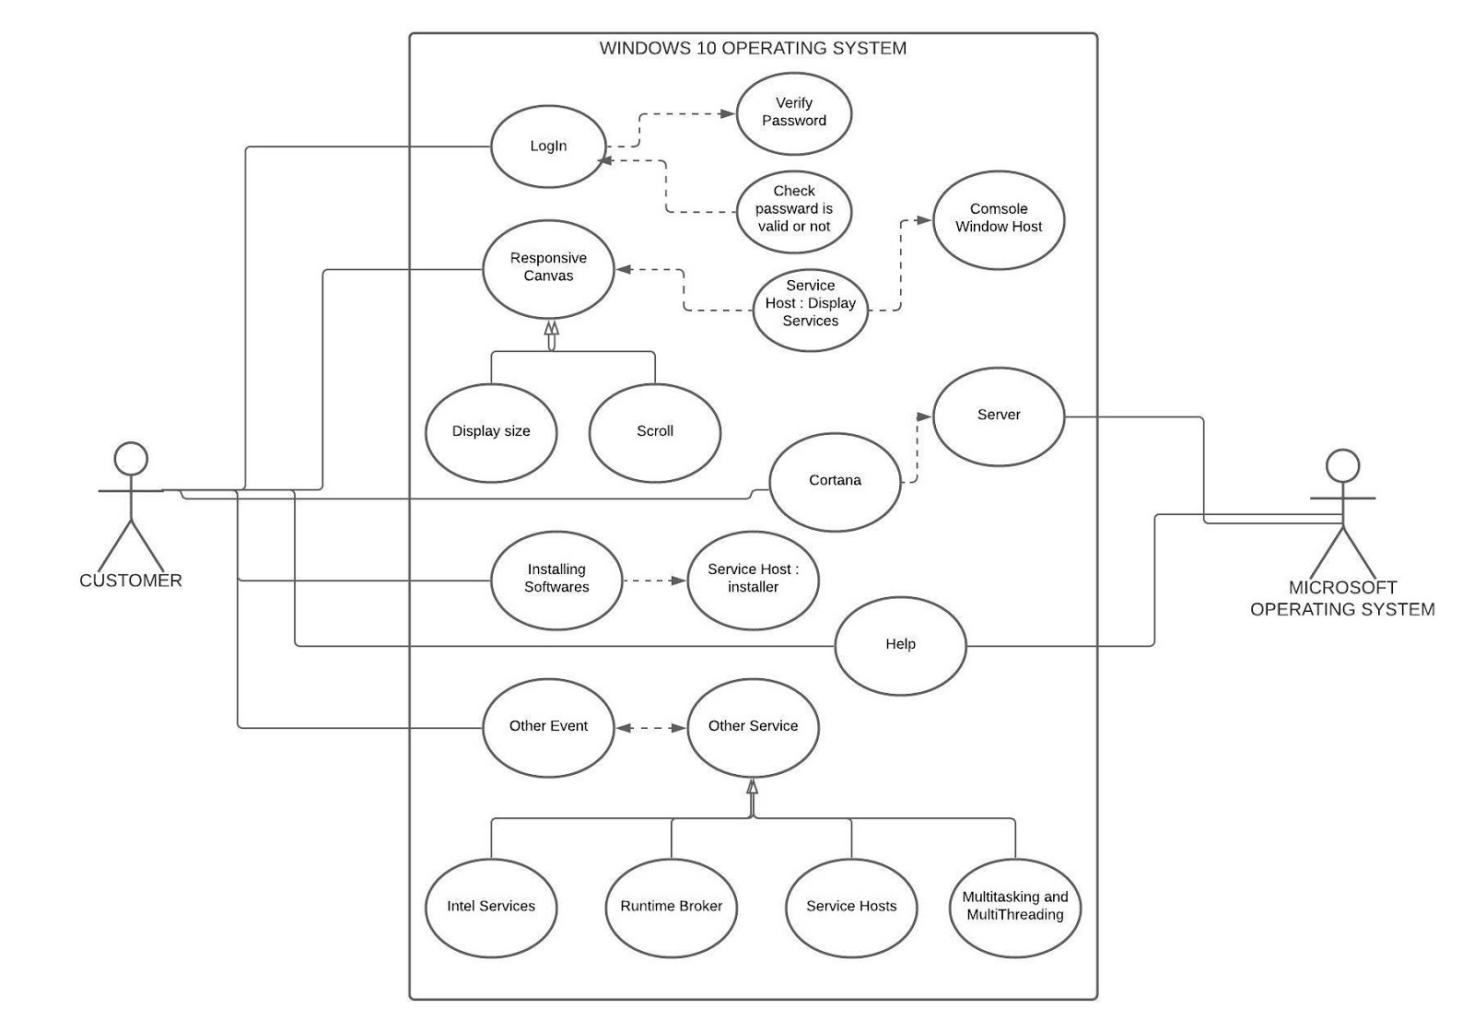 WINDOWS 10 OPERATING SYSTEM
Verify
Password
LogIn
Check
passward is
valid or not
Comsole
Window Host
Responsive
Canvas
Service
Host : Display
Services
Display size
Scroll
Server
Cortana
CUSTOMER
Installing
Softwares
Service Host :
installer
MICROSOFT
OPERATING SYSTEM
Help
Other Event
Other Service
Intel Services
Runtime Broker
Service Hosts
Multitasking and
MultiThreading